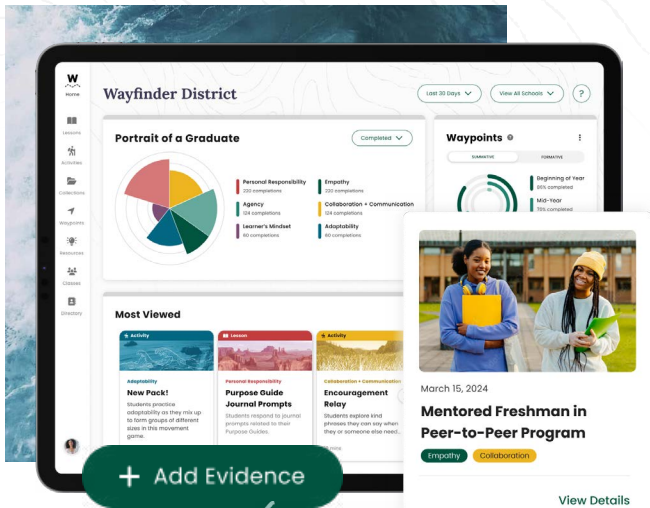 W
Home
Lessons
Activities
Collections
Waypoints
Resources
Classes
Directory
Wayfinder District
Last 30 Days
View All Schools
?
Portrait of a Graduate
Completed
Personal Responsibility
220 completions
Agency
124 completions
Learner's Mindset
80 completions
Empathy
220 completions
Collaboration + Communication
124 completions
Adaptability
80 completions
Waypoints
SUMMATIVE
FORMATIVE
Beginning of Year
86% completed
Mid-Year
78% completed
Most Viewed
Activity
Adaptability
New Pack!
Students practice
adaptability as they mix up
to form groups of different
sizes in this movement
game.
Lesson
Personal Responsibility
Purpose Guide
Journal Prompts
Students respond to journal
prompts related to their
Purpose Guides.
Activity
Collaboration + Communication
Encouragement
Relay
Students explore kind
phrases they can say when
they or someone else need...
mins
March 15, 2024
Mentored Freshman in
Peer-to-Peer Program
Empathy
Collaboration
View Details
+ Add Evidence